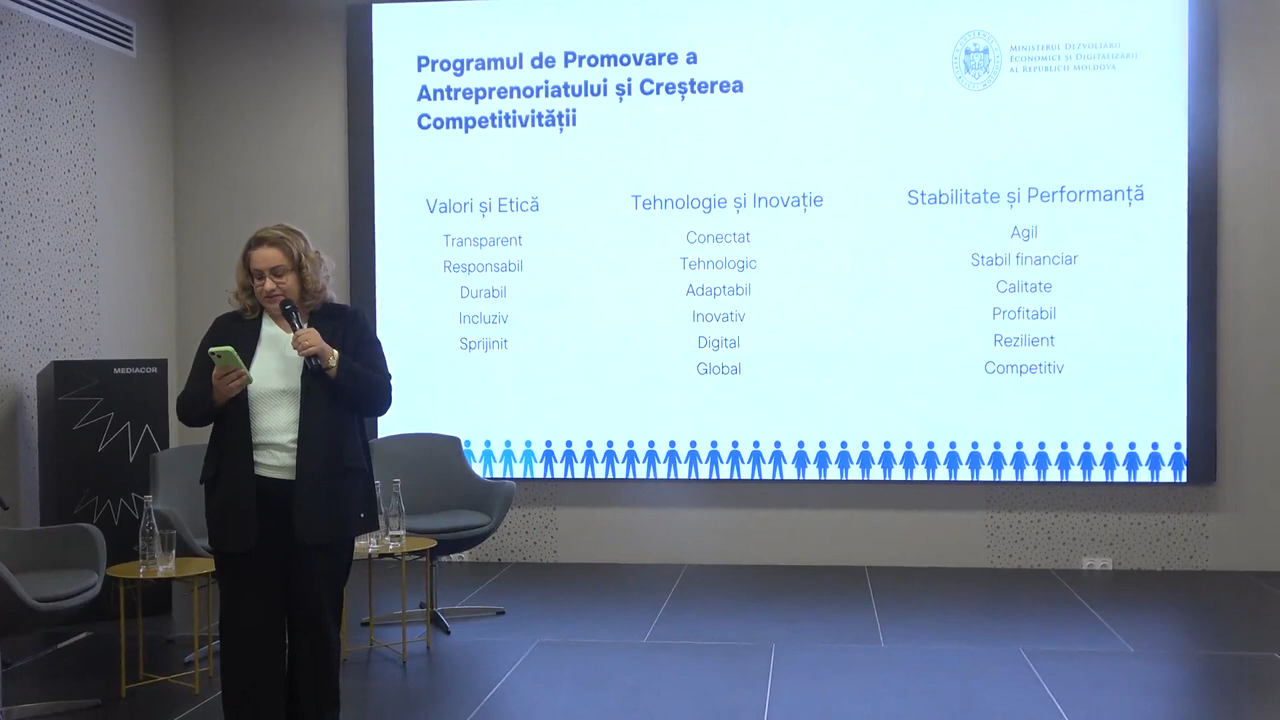 Programul de Promovare a
Antreprenoriatului și Creșterea
Competitivității
MINISTERUL DEZVOLTĂRII
ECONOMICE ȘI DIGITALIZĂRII
AL REPUBLICII MOLDOVA
Valori și Etică
Transparent
Responsabil
Durabil
Incluziv
Sprijinit
Tehnologie și Inovație
Conectat
Tehnologic
Adaptabil
Inovativ
Digital
Global
Stabilitate și Performanță
Agil
Stabil financiar
Calitate
Profitabil
Rezilient
Competitiv
MEDIACOR